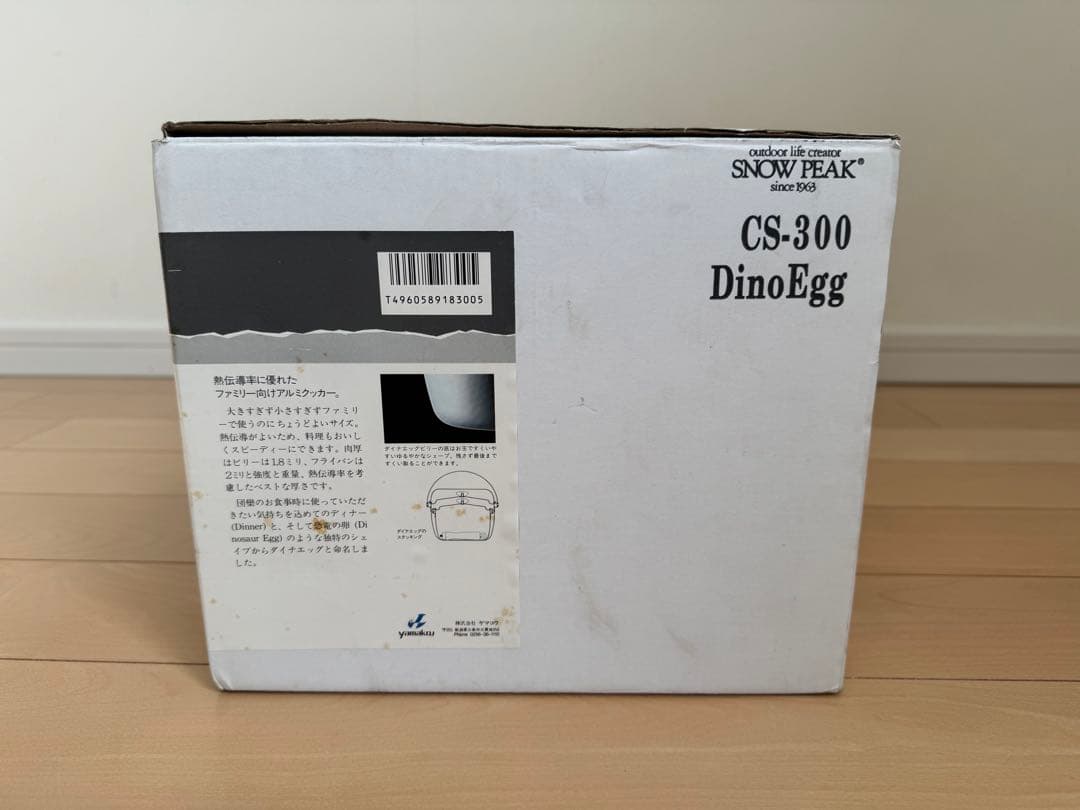 outdoor life creator
SNOW PEAK®
since 1963
CS-300
DinoEgg
T4960589183005
熱伝導率に優れた
ファミリー向けアルミクッカー。
大きすぎず小さすぎずファミリ
ーで使うのにちょうどよいサイズ。
熱伝導がよいため、料理もおいし
くスピーディーにできます。肉厚
はビリーは1.8ミリ、フライパンは
2ミリと強度と重量、熱伝導率を考
慮したベストな厚さです。
団欒のお食事時に使っていただ
きたい気持ちを込めてのディナー
(Dinner)と、そして恐竜の卵(Di
nosaur Egg)のような独特のシェ
イプからダイナエッグと命名しま
した。
ダイナエッグビリーの底はお玉ですくいや
すいゆるやかなシェープ。残さず最後まで
すくい取ることができます。
ダイナエッグの
スタッキング
yamakou
株式会社 ヤマコウ